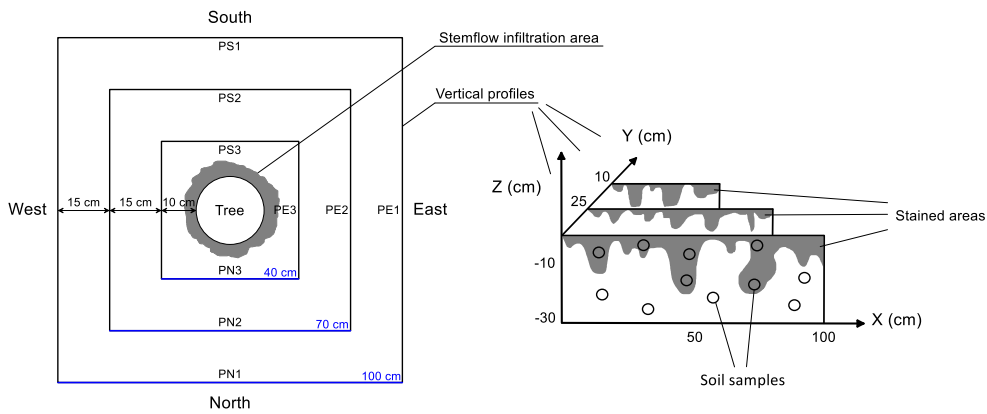 South
PS1
Stemflow infiltration area
PS2
Vertical profiles
PS3
15 cm
15 cm
10 cm
West
Tree
PE3
PE2
PE1
East
PN3
40 cm
PN2
70 cm
PN1
100 cm
North
Y (cm)
Z (cm)
10
25
Stained areas
-10
-30
X (cm)
50
100
Soil samples